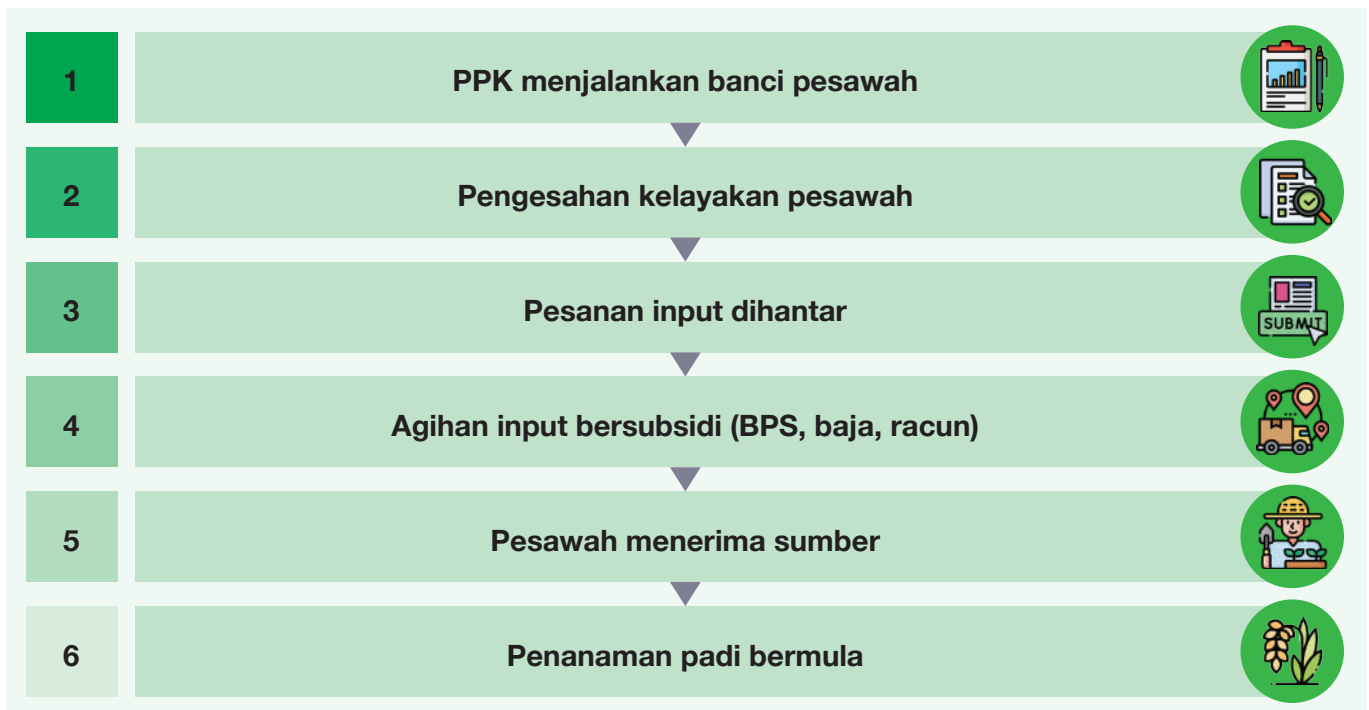 1
PPK menjalankan banci pesawah
2
Pengesahan kelayakan pesawah
3
Pesanan input dihantar
SUBMIT
4
Agihan input bersubsidi (BPS, baja, racun)
5
Pesawah menerima sumber
6
Penanaman padi bermula